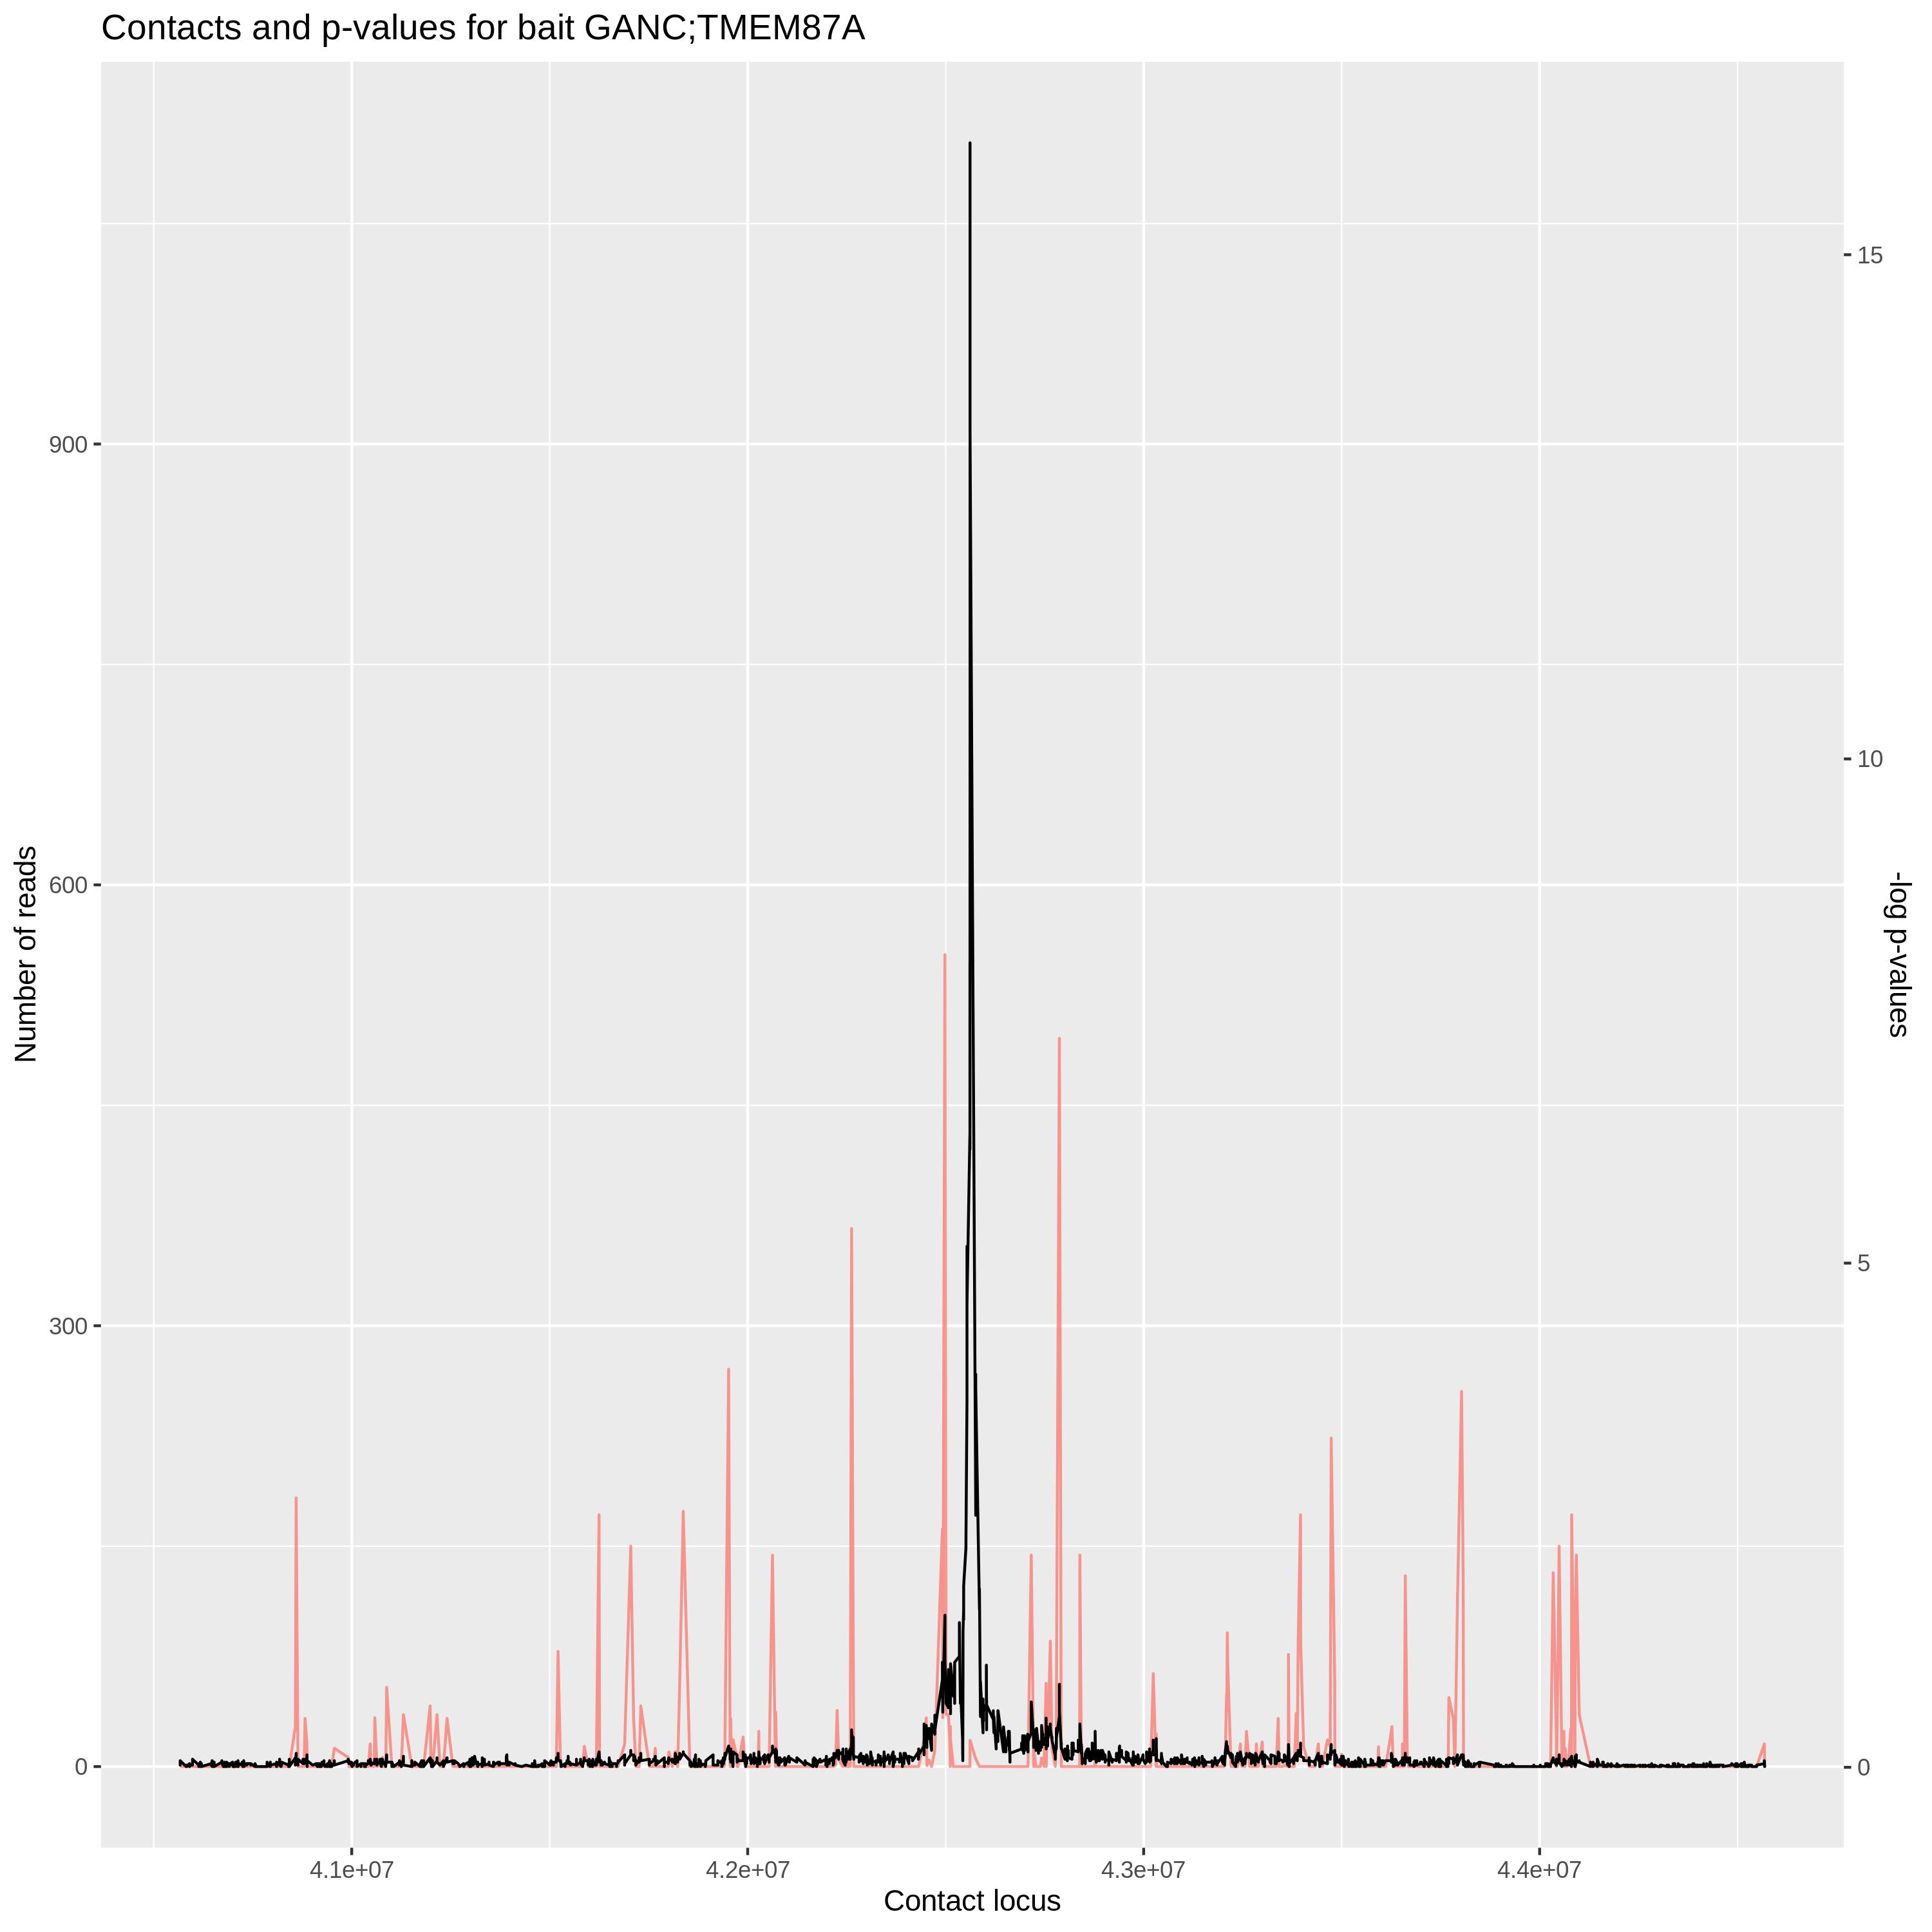 Contacts and p-values for bait GANC;TMEM87A
900
600
300
0
Number of reads
15
10
5
0
-log p-values
4.1e+07
4.2e+07
4.3e+07
4.4e+07
Contact locus